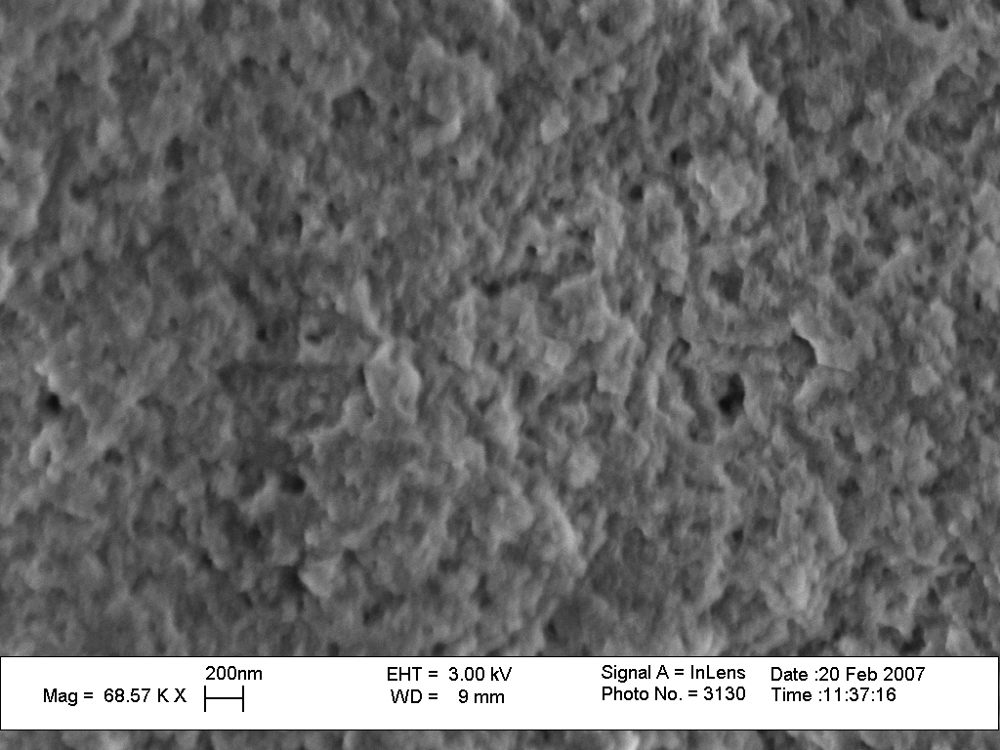 200nm
Mag = 68.57 K X
EHT = 3.00 kV
WD = 9 mm
Signal A = InLens
Photo No. = 3130
Date :20 Feb 2007
Time :11:37:16